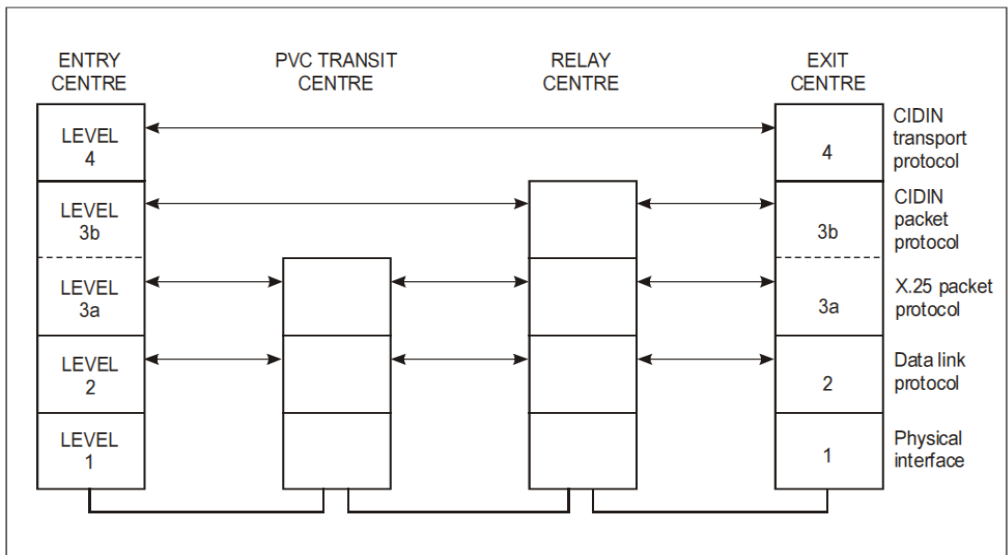 ENTRY
CENTRE
PVC TRANSIT
CENTRE
RELAY
CENTRE
EXIT
CENTRE
LEVEL
4
4
CIDIN
transport
protocol
LEVEL
3b
3b
CIDIN
packet
protocol
LEVEL
3a
3a
X.25 packet
protocol
LEVEL
2
2
Data link
protocol
LEVEL
1
1
Physical
interface